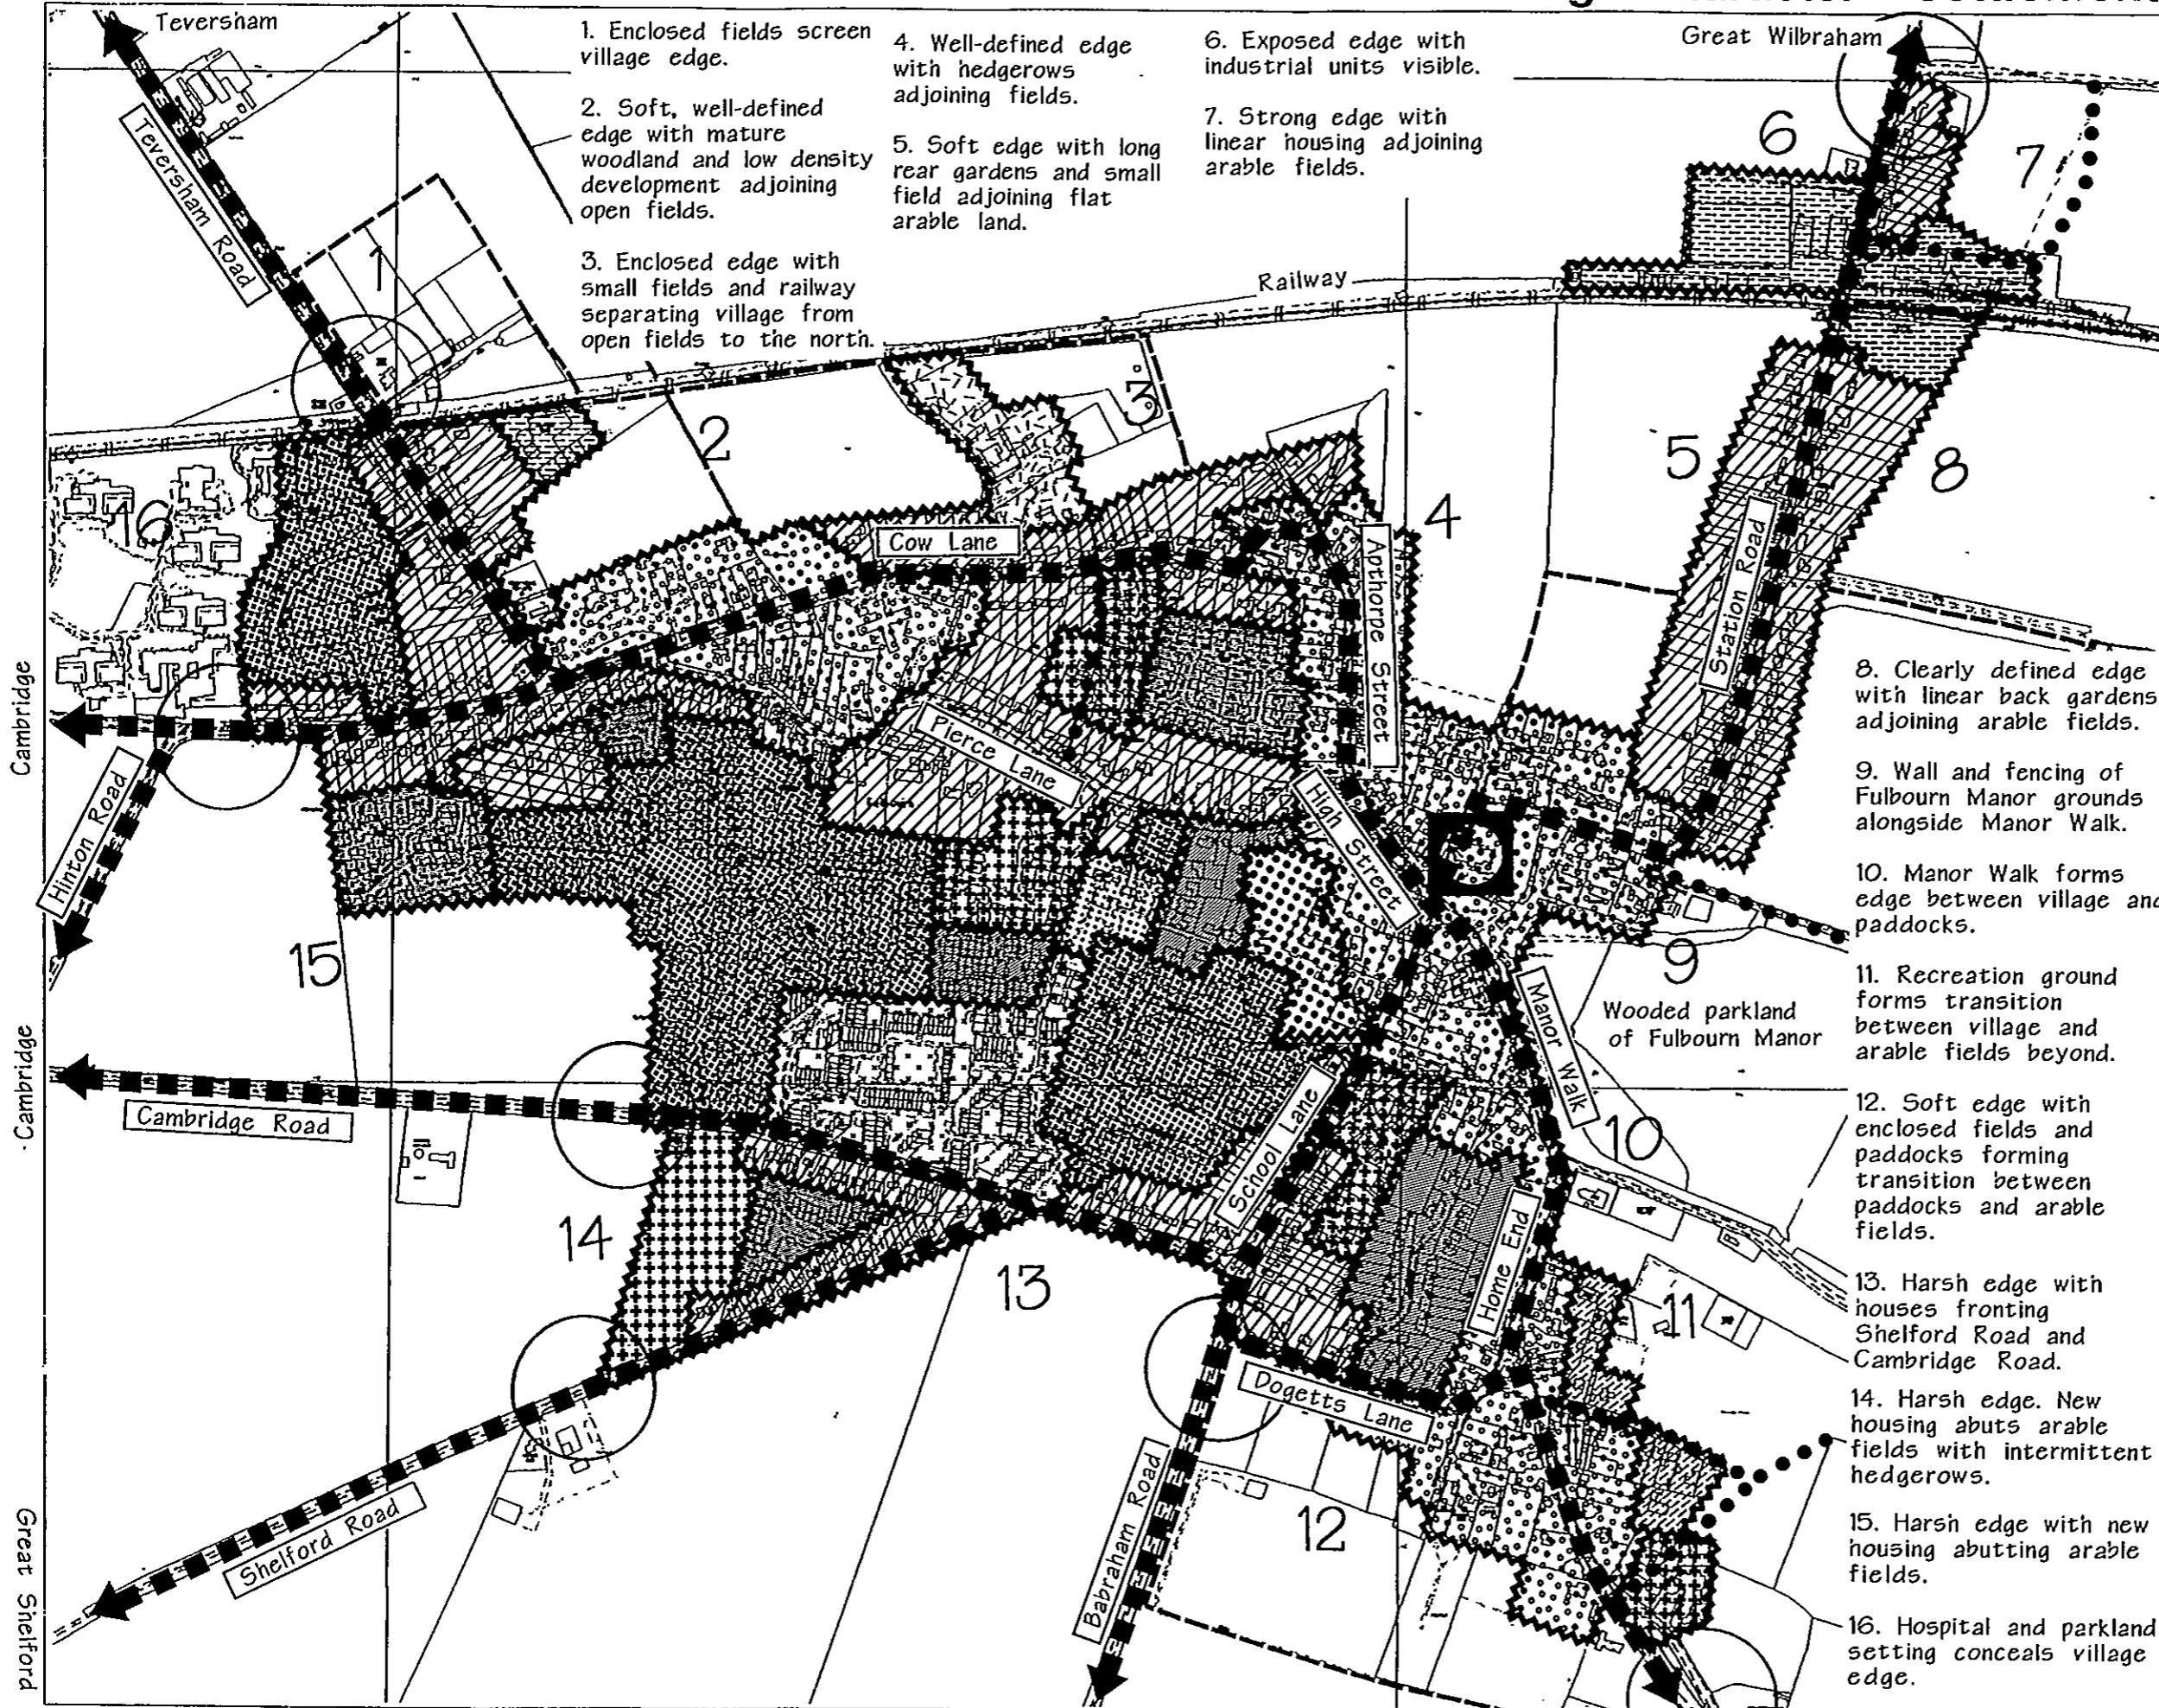 Teversham
1. Enclosed fields screen
village edge.
2. Soft, well-defined
edge with mature
woodland and low density
development adjoining
open fields.
3. Enclosed edge with
small fields and railway
separating village from
open fields to the north.
4. Well-defined edge
with hedgerows
adjoining fields.
5. Soft edge with long
rear gardens and small
field adjoining flat
arable land.
6. Exposed edge with
industrial units visible.
7. Strong edge with
linear housing adjoining
arable fields.
Great Wilbraham
Teversham Road
Railway
1
2
3
4
5
6
7
8
16
Cow Lane
Apthorpe Street
Station Road
Pierce Lane
High Street
Cambridge
Hinton Road
15
9
Wooded parkland
of Fulbourn Manor
Manor Walk
Cambridge
Cambridge Road
School Lane
10
14
13
Home End
11
Dogetts Lane
12
Babraham Road
Shelford Road
Great Shelford
8. Clearly defined edge
with linear back gardens
adjoining arable fields.
9. Wall and fencing of
Fulbourn Manor grounds
alongside Manor Walk.
10. Manor Walk forms
edge between village and
paddocks.
11. Recreation ground
forms transition
between village and
arable fields beyond.
12. Soft edge with
enclosed fields and
paddocks forming
transition between
paddocks and arable
fields.
13. Harsh edge with
houses fronting
Shelford Road and
Cambridge Road.
14. Harsh edge. New
housing abuts arable
fields with intermittent
hedgerows.
15. Harsh edge with new
housing abutting arable
fields.
16. Hospital and parkland
setting conceals village
edge.